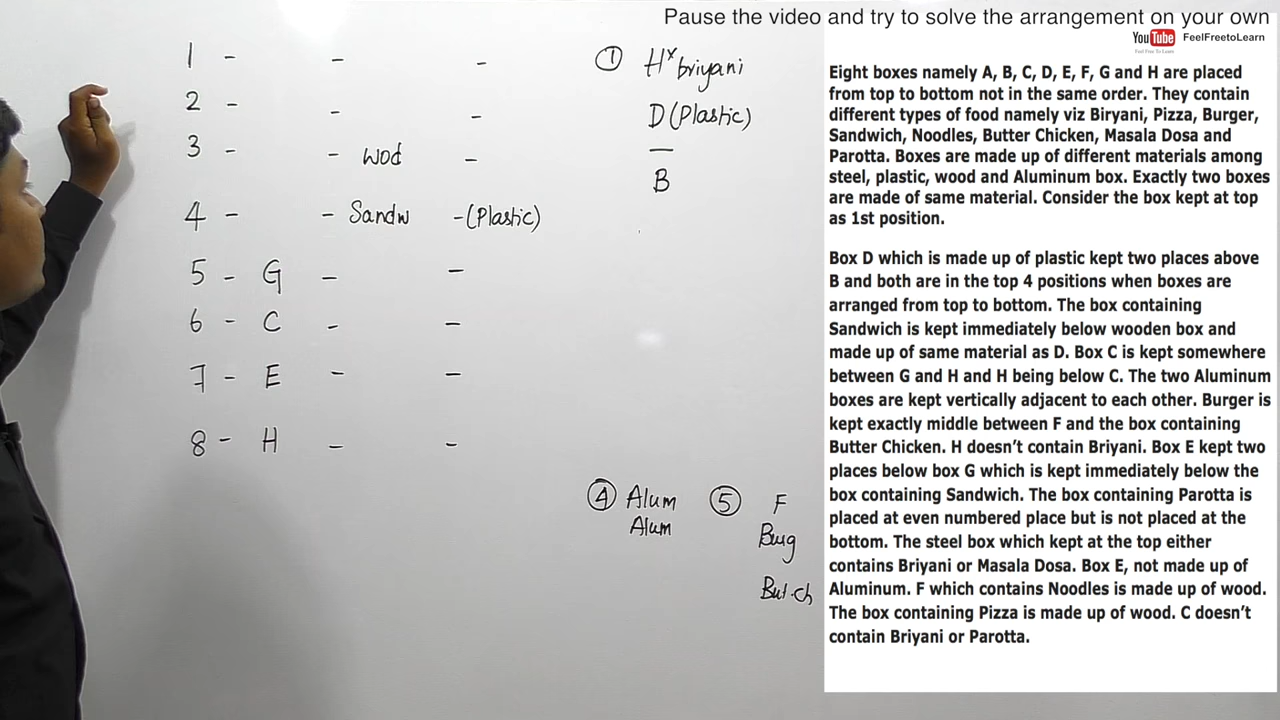 Pause the video and try to solve the arrangement on your own
YouTube FeelFreetoLearn
Feel Free To Learn
1 - - -
2 - - -
3 - - Wod -
4 - - Sandw -(Plastic)
5 - G - -
6 - C - -
7 - E - -
8 - H - -
① Hˣ briyani
D (Plastic)
—
B
④ Alum
Alum
⑤ F
Burg
But.ch
Eight boxes namely A, B, C, D, E, F, G and H are placed
from top to bottom not in the same order. They contain
different types of food namely viz Biryani, Pizza, Burger,
Sandwich, Noodles, Butter Chicken, Masala Dosa and
Parotta. Boxes are made up of different materials among
steel, plastic, wood and Aluminum box. Exactly two boxes
are made of same material. Consider the box kept at top
as 1st position.
Box D which is made up of plastic kept two places above
B and both are in the top 4 positions when boxes are
arranged from top to bottom. The box containing
Sandwich is kept immediately below wooden box and
made up of same material as D. Box C is kept somewhere
between G and H and H being below C. The two Aluminum
boxes are kept vertically adjacent to each other. Burger is
kept exactly middle between F and the box containing
Butter Chicken. H doesn't contain Briyani. Box E kept two
places below box G which is kept immediately below the
box containing Sandwich. The box containing Parotta is
placed at even numbered place but is not placed at the
bottom. The steel box which kept at the top either
contains Briyani or Masala Dosa. Box E, not made up of
Aluminum. F which contains Noodles is made up of wood.
The box containing Pizza is made up of wood. C doesn't
contain Briyani or Parotta.